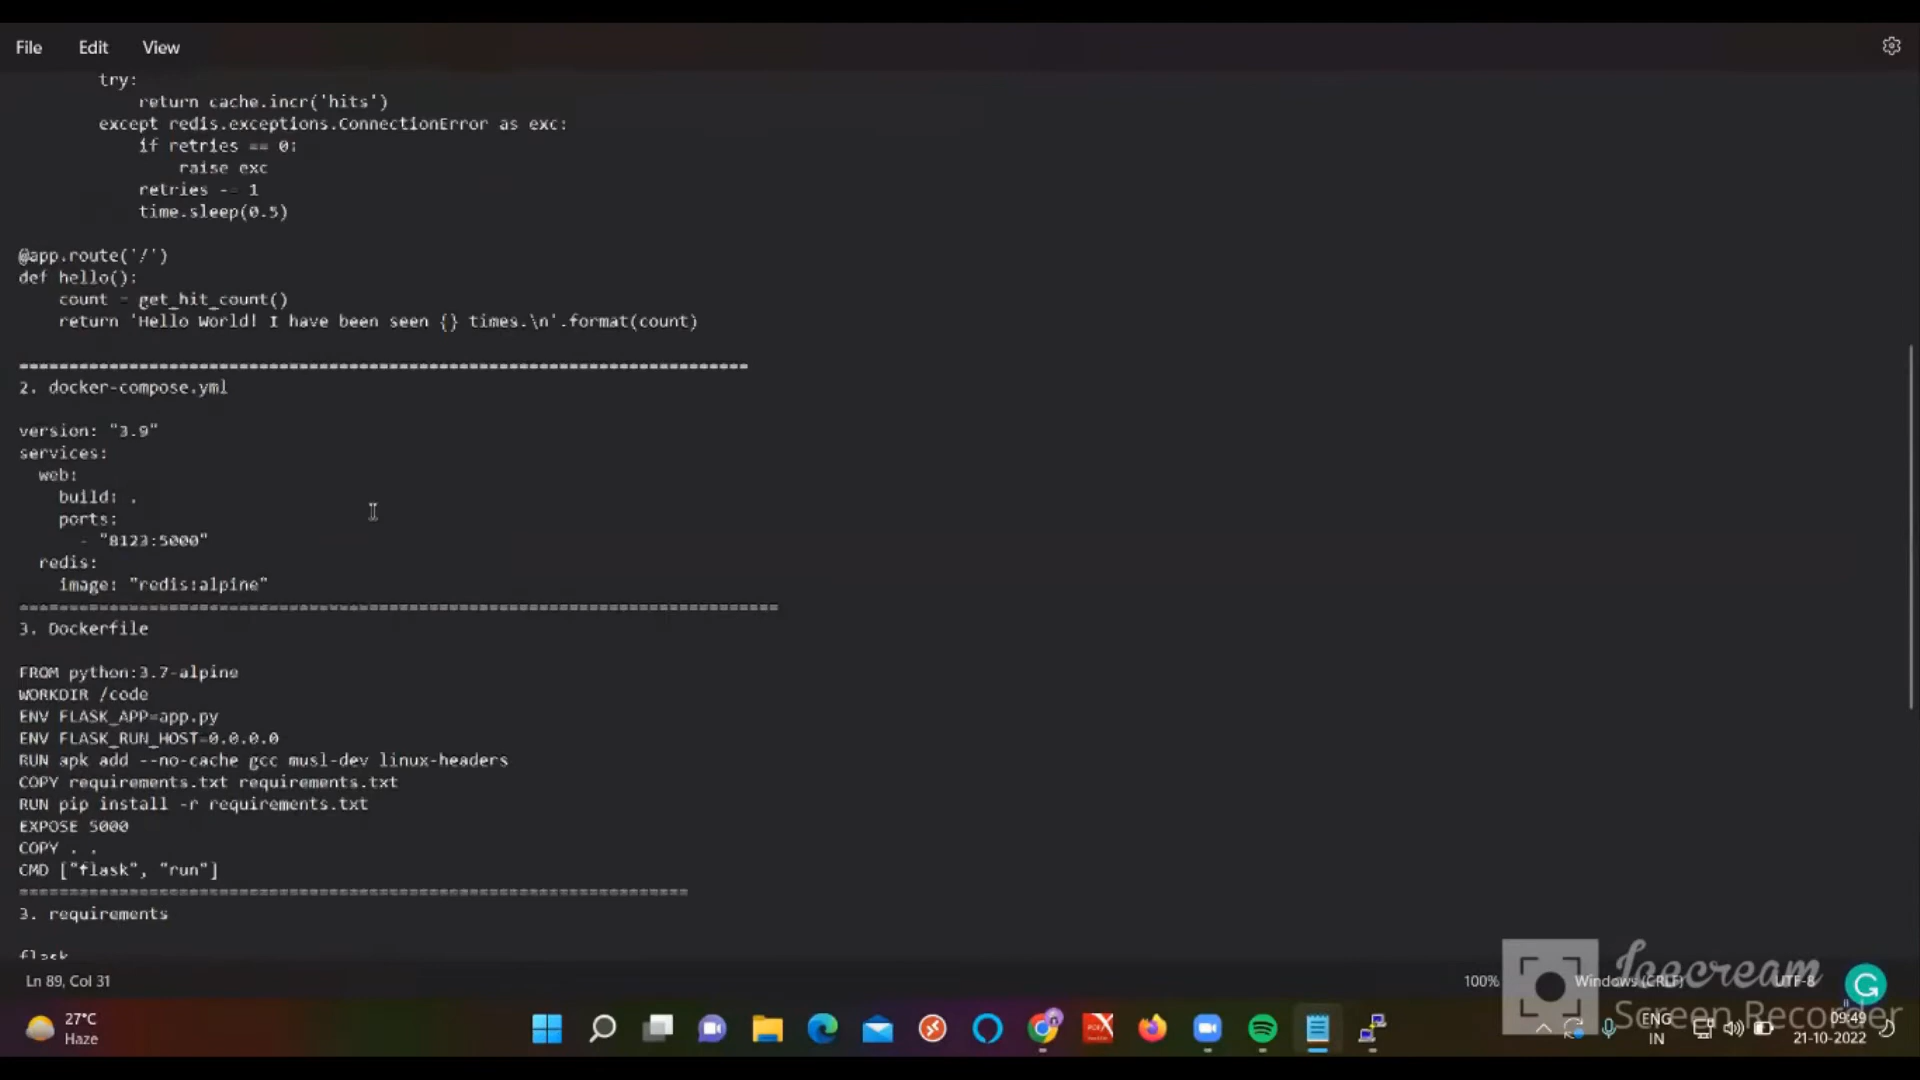 File Edit View
try:
return cache.incr('hits')
except redis.exceptions.ConnectionError as exc:
if retries == 0:
raise exc
retries -= 1
time.sleep(0.5)
@app.route('/')
def hello():
count = get_hit_count()
return 'Hello World! I have been seen {} times.\n'.format(count)
=========================================================================
2. docker-compose.yml
version: "3.9"
services:
web:
build: .
ports:
- "8123:5000"
redis:
image: "redis:alpine"
============================================================================
3. Dockerfile
FROM python:3.7-alpine
WORKDIR /code
ENV FLASK_APP=app.py
ENV FLASK_RUN_HOST=0.0.0.0
RUN apk add --no-cache gcc musl-dev linux-headers
COPY requirements.txt requirements.txt
RUN pip install -r requirements.txt
EXPOSE 5000
COPY . .
CMD ["flask", "run"]
===================================================================
3. requirements
flask
Ln 89, Col 31 100% Windows (CRLF) UTF-8
Icecream
Screen Recorder
27°C
Haze
ENG
IN
09:49
21-10-2022